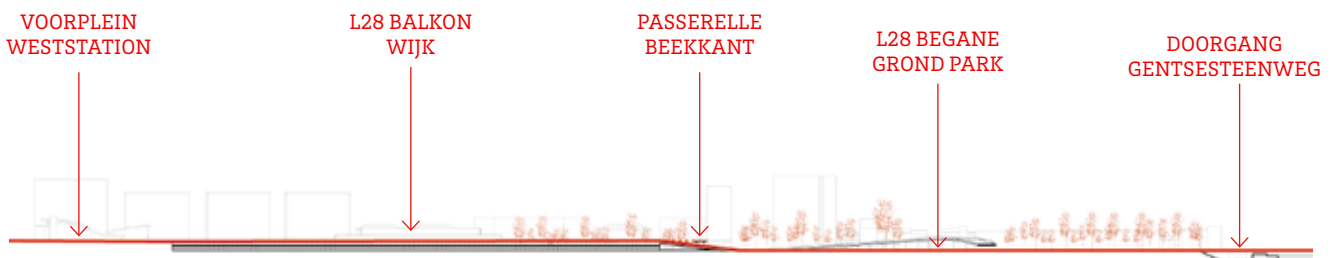 VOORPLEIN
WESTSTATION
L28 BALKON
WIJK
PASSERELLE
BEEKKANT
L28 BEGANE
GROND PARK
DOORGANG
GENTSESTEENWEG